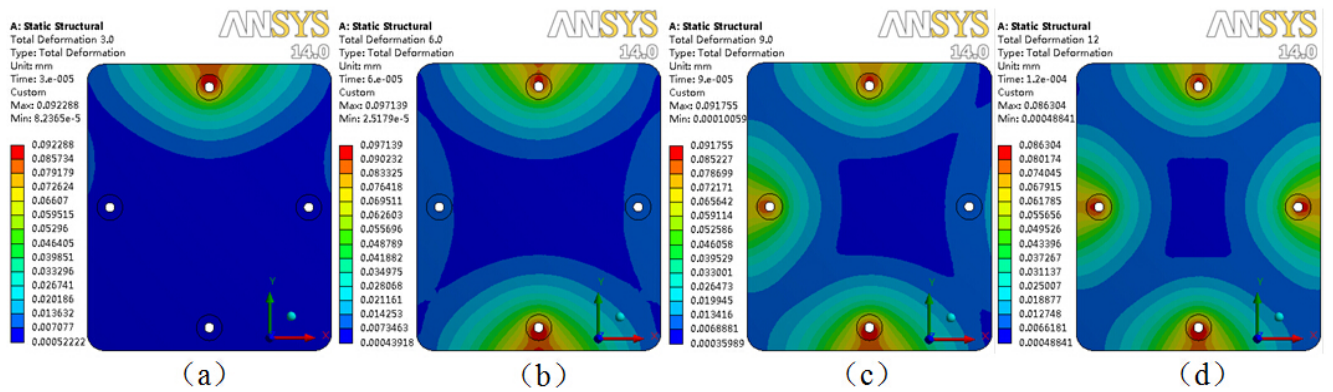 A: Static Structural
Total Deformation 3.0
Type: Total Deformation
Unit: mm
Time: 3.e-005
Custom
Max: 0.092288
Min: 8.2365e-5
0.092288
0.085734
0.079179
0.072624
0.06607
0.059515
0.05296
0.046405
0.039851
0.033296
0.026741
0.020186
0.013632
0.007077
0.00052222
ANSYS
14.0
Y
X
(a)
A: Static Structural
Total Deformation 6.0
Type: Total Deformation
Unit: mm
Time: 6.e-005
Custom
Max: 0.097139
Min: 2.5179e-5
0.097139
0.090232
0.083325
0.076418
0.069511
0.062603
0.055696
0.048789
0.041882
0.034975
0.028068
0.021161
0.014253
0.0073463
0.00043918
ANSYS
14.0
Y
X
(b)
A: Static Structural
Total Deformation 9.0
Type: Total Deformation
Unit: mm
Time: 9.e-005
Custom
Max: 0.091755
Min: 0.00010059
0.091755
0.085227
0.078699
0.072171
0.065642
0.059114
0.052586
0.046058
0.039529
0.033001
0.026473
0.019945
0.013416
0.0068881
0.00035989
ANSYS
14.0
Y
X
(c)
A: Static Structural
Total Deformation 12
Type: Total Deformation
Unit: mm
Time: 1.2e-004
Custom
Max: 0.086304
Min: 0.00048841
0.086304
0.080174
0.074045
0.067915
0.061785
0.055656
0.049526
0.043396
0.037267
0.031137
0.025007
0.018877
0.012748
0.0066181
0.00048841
ANSYS
14.0
Y
X
(d)